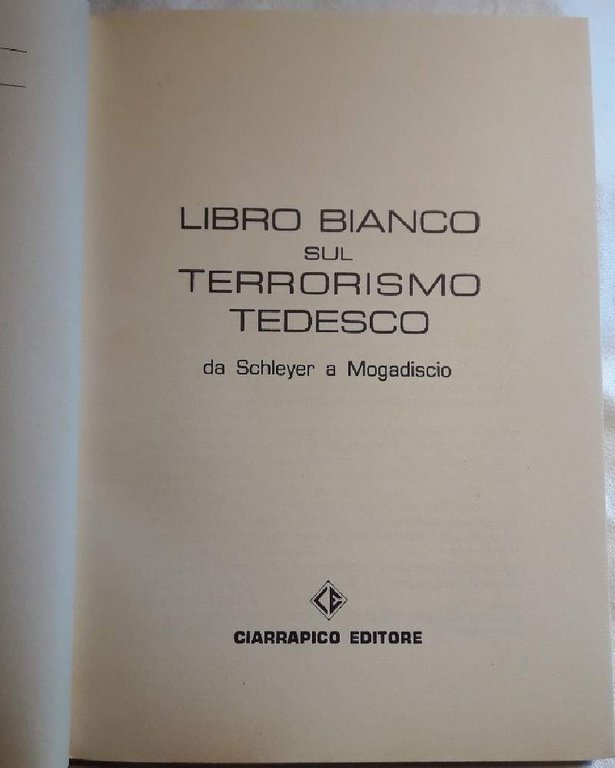 LIBRO BIANCO
SUL
TERRORISMO
TEDESCO
da Schleyer a Mogadiscio
CE
CIARRAPICO EDITORE